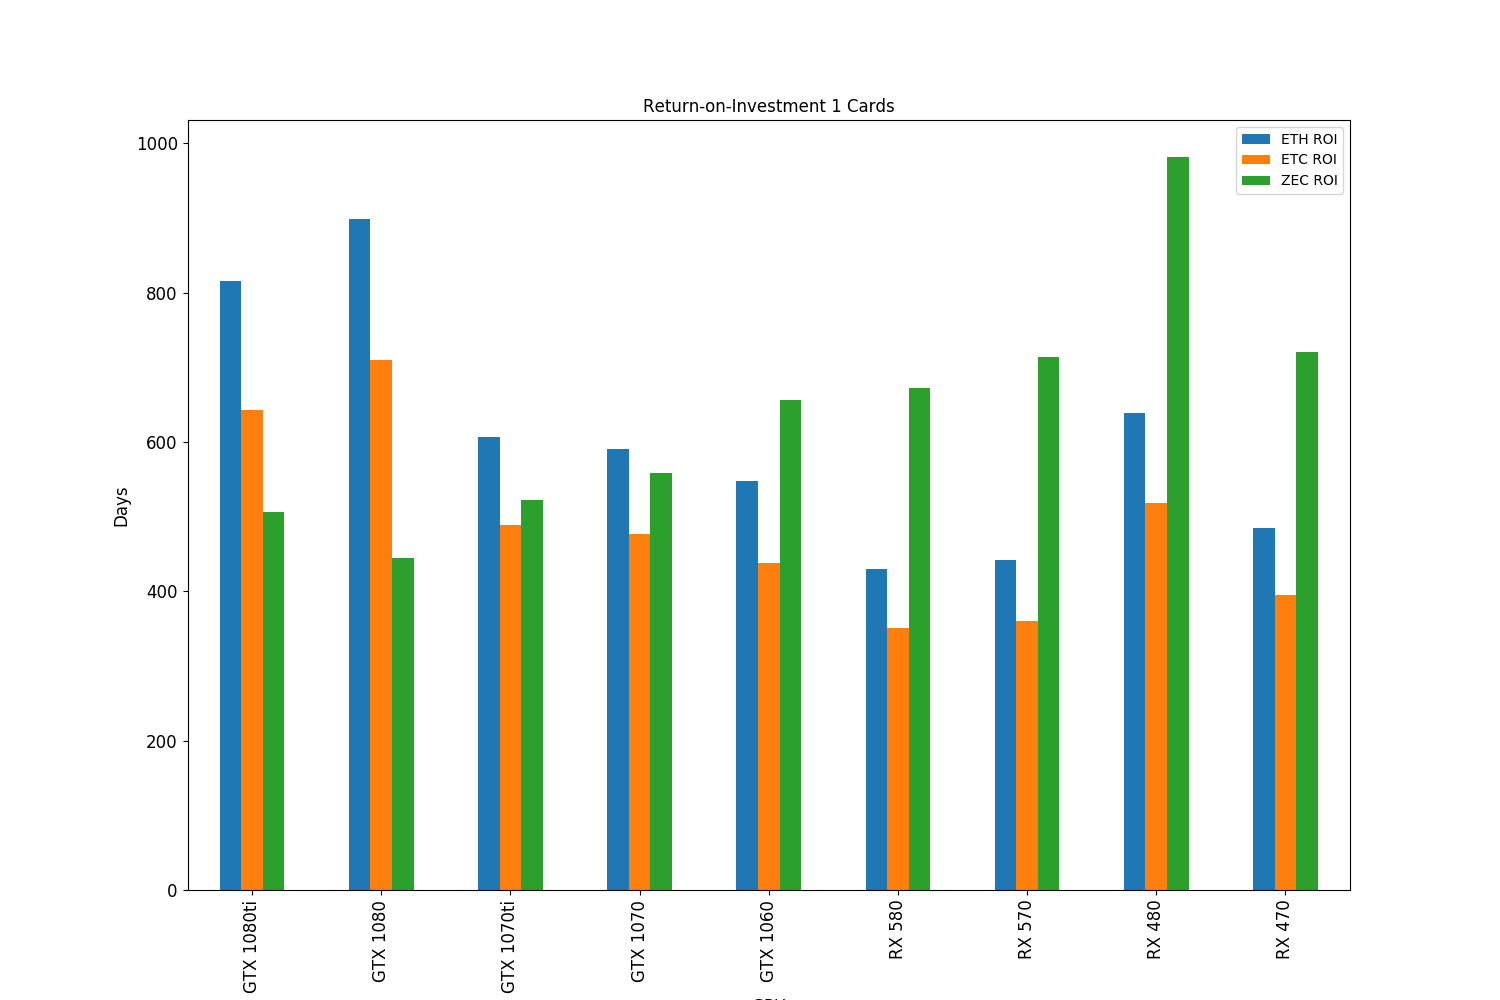 Return-on-Investment 1 Cards
1000
800
600
400
200
0
Days
ETH ROI
ETC ROI
ZEC ROI
GTX 1080ti
GTX 1080
GTX 1070ti
GTX 1070
GTX 1060
RX 580
RX 570
RX 480
RX 470